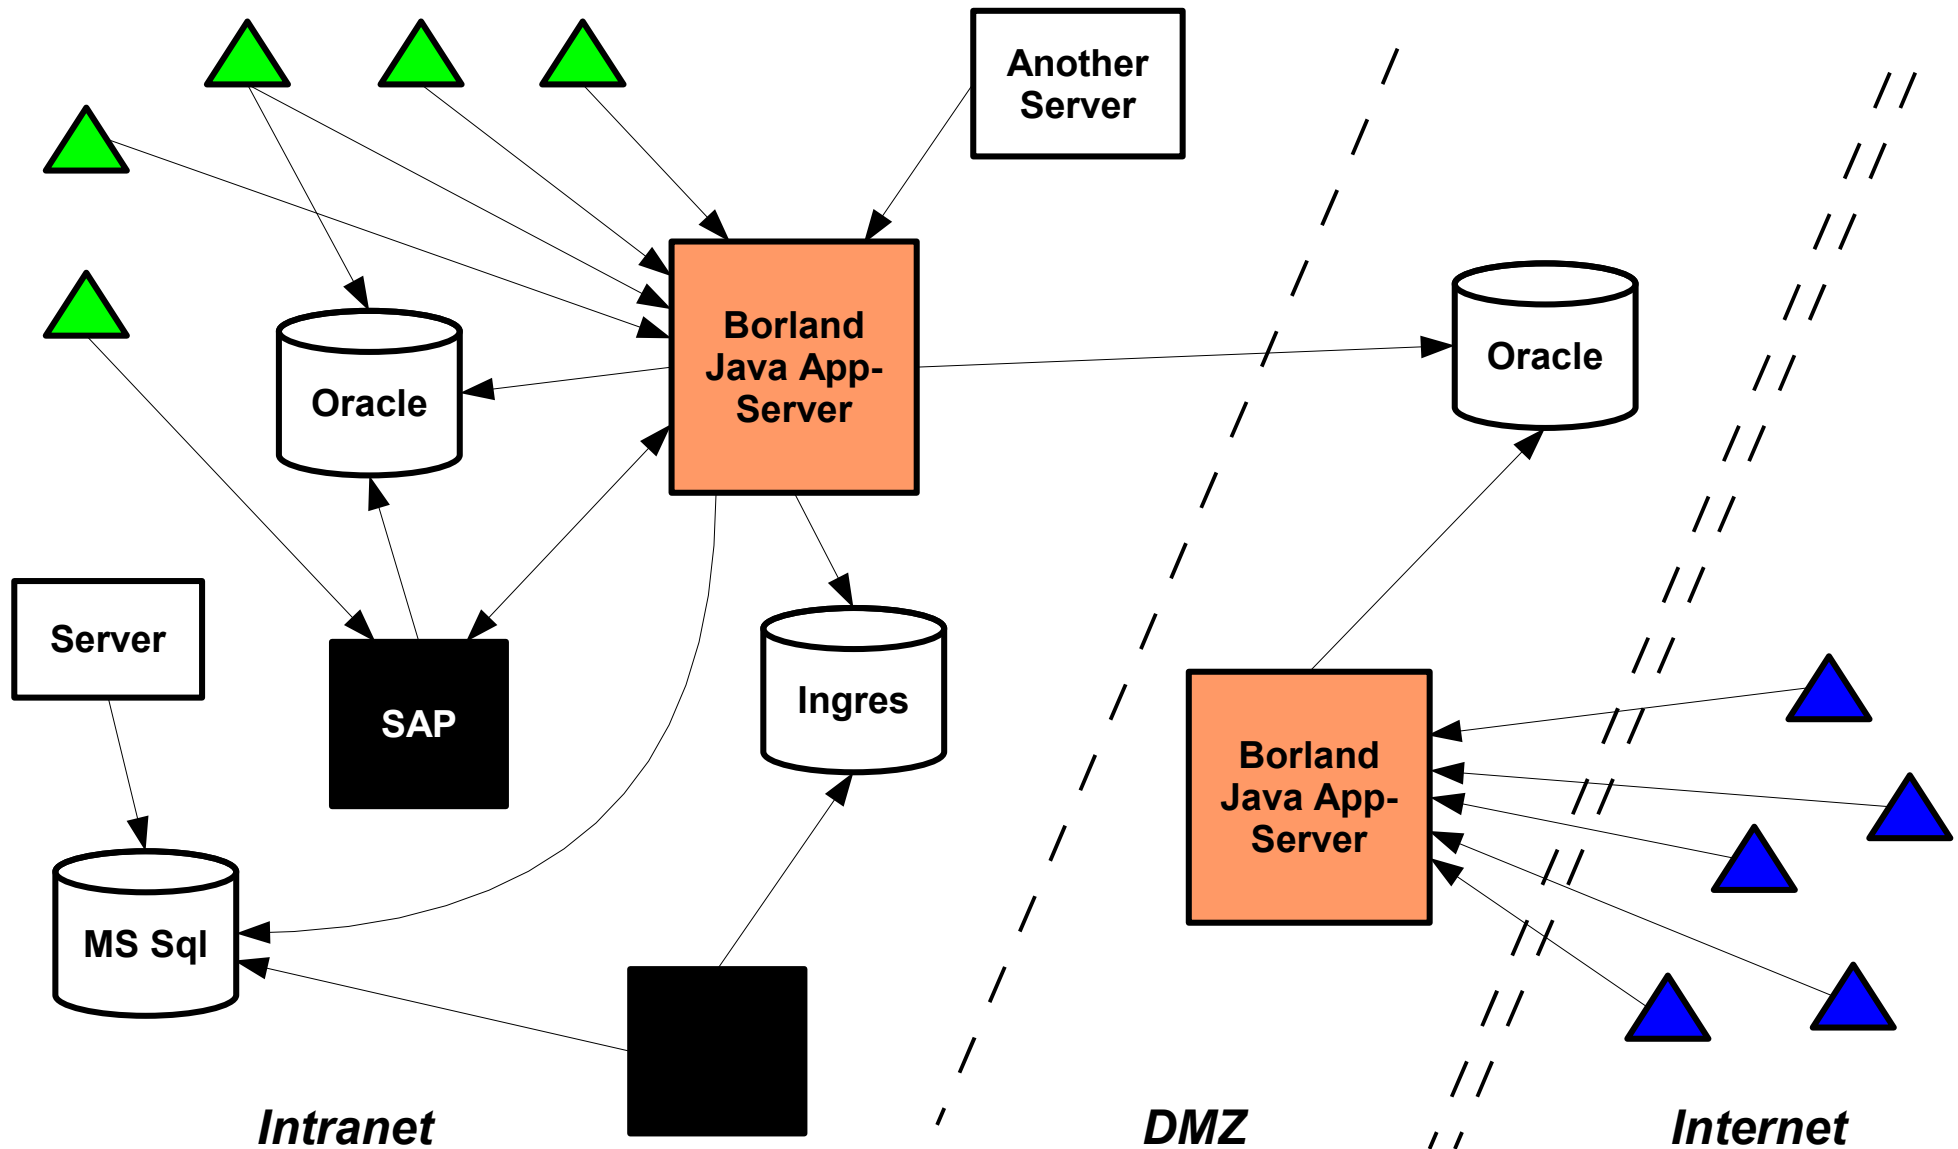 Another
Server
Borland
Java App-
Server
Oracle
Oracle
Server
SAP
Ingres
Borland
Java App-
Server
MS Sql
Intranet
DMZ
Internet